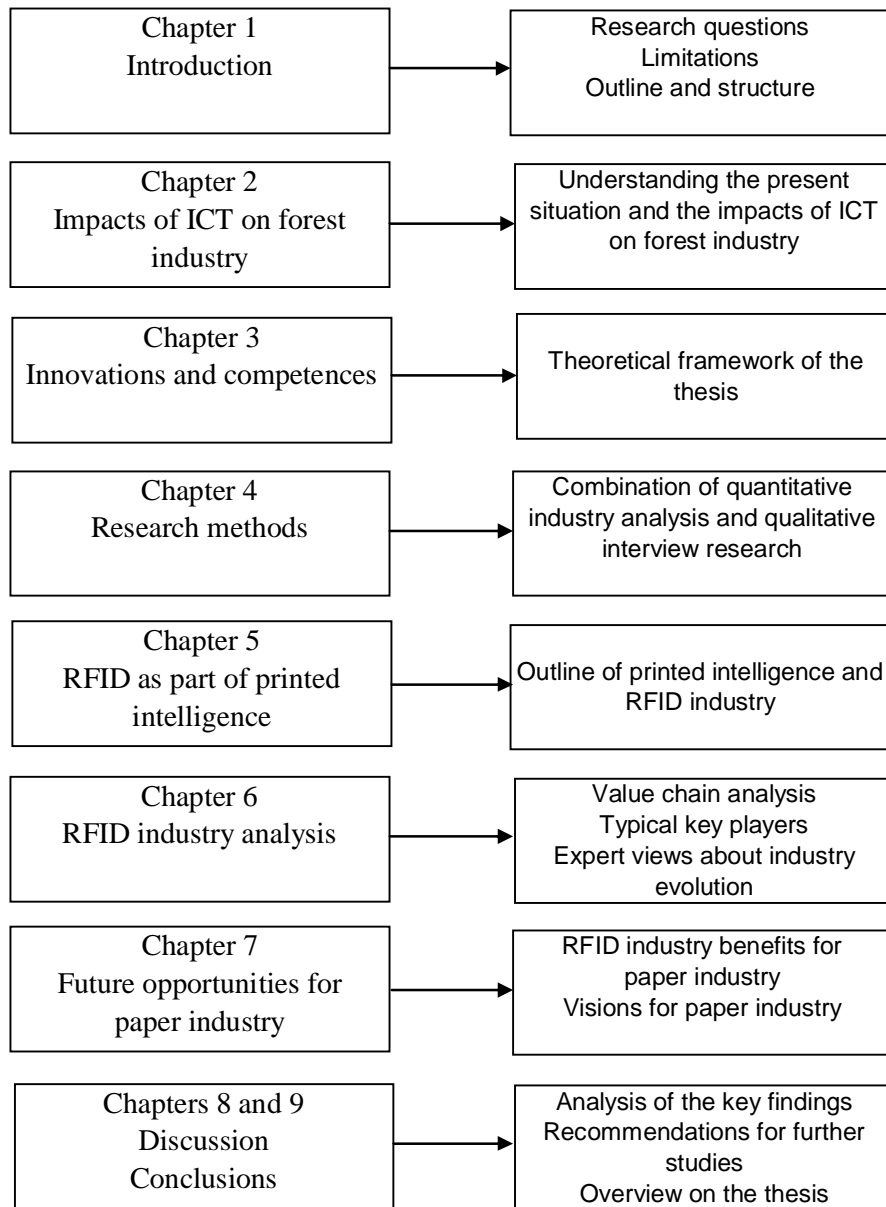 Chapter 1
Introduction
Research questions
Limitations
Outline and structure
Chapter 2
Impacts of ICT on forest
industry
Understanding the present
situation and the impacts of ICT
on forest industry
Chapter 3
Innovations and competences
Theoretical framework of the
thesis
Chapter 4
Research methods
Combination of quantitative
industry analysis and qualitative
interview research
Chapter 5
RFID as part of printed
intelligence
Outline of printed intelligence and
RFID industry
Chapter 6
RFID industry analysis
Value chain analysis
Typical key players
Expert views about industry
evolution
Chapter 7
Future opportunities for
paper industry
RFID industry benefits for
paper industry
Visions for paper industry
Chapters 8 and 9
Discussion
Conclusions
Analysis of the key findings
Recommendations for further
studies
Overview on the thesis